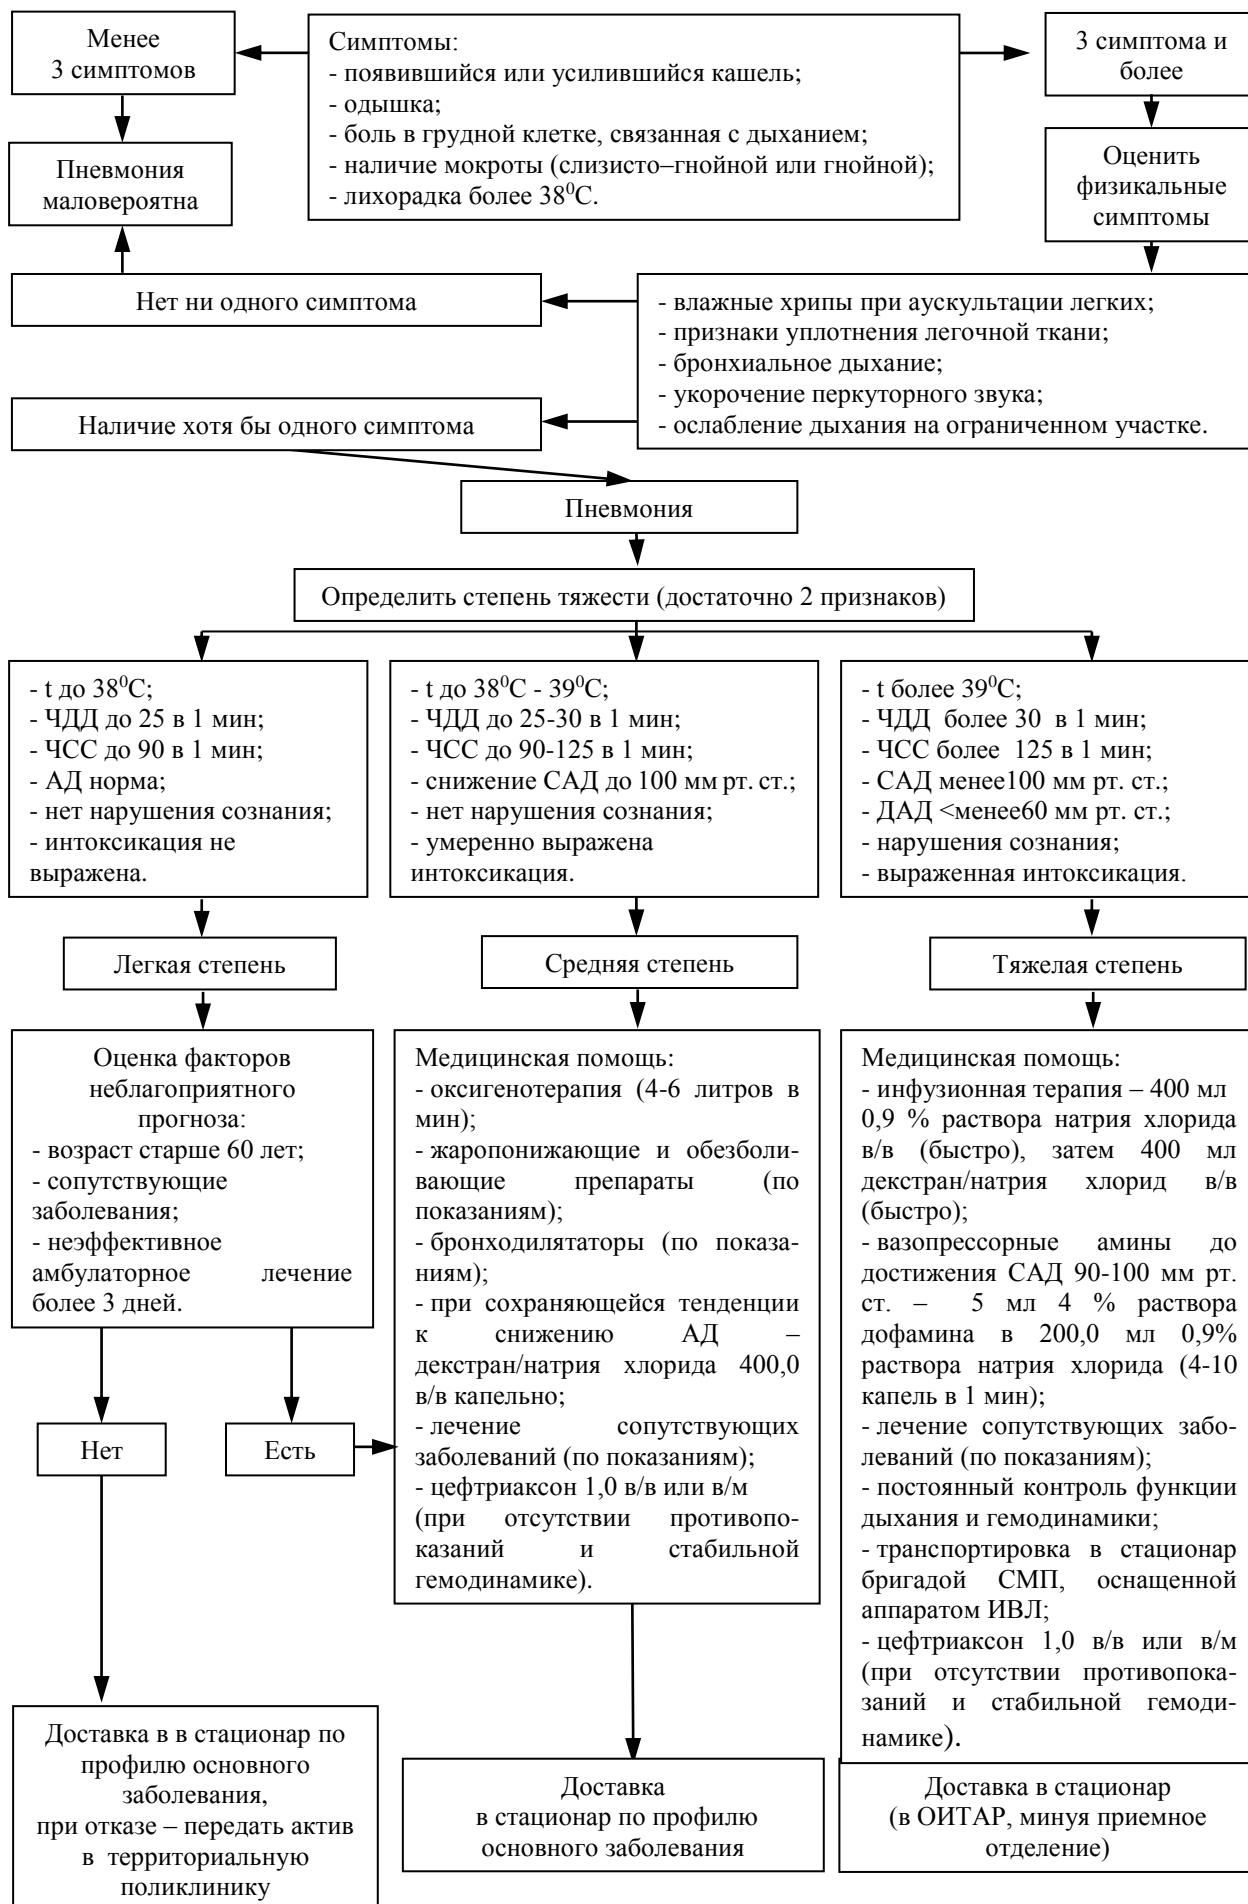 Менее
3 симптомов
Симптомы:
- появившийся или усилившийся кашель;
- одышка;
- боль в грудной клетке, связанная с дыханием;
- наличие мокроты (слизисто–гнойной или гнойной);
- лихорадка более 38⁰С.
3 симптома и
более
Пневмония
маловероятна
Оценить
физикальные
симптомы
Нет ни одного симптома
- влажные хрипы при аускультации легких;
- признаки уплотнения легочной ткани;
- бронхиальное дыхание;
- укорочение перкуторного звука;
- ослабление дыхания на ограниченном участке.
Наличие хотя бы одного симптома
Пневмония
Определить степень тяжести (достаточно 2 признаков)
- t до 38⁰С;
- ЧДД до 25 в 1 мин;
- ЧСС до 90 в 1 мин;
- АД норма;
- нет нарушения сознания;
- интоксикация не
выражена.
- t до 38⁰С - 39⁰С;
- ЧДД до 25-30 в 1 мин;
- ЧСС до 90-125 в 1 мин;
- снижение САД до 100 мм рт. ст.;
- нет нарушения сознания;
- умеренно выражена
интоксикация.
- t более 39⁰С;
- ЧДД более 30 в 1 мин;
- ЧСС более 125 в 1 мин;
- САД менее100 мм рт. ст.;
- ДАД <менее60 мм рт. ст.;
- нарушения сознания;
- выраженная интоксикация.
Легкая степень
Средняя степень
Тяжелая степень
Оценка факторов
неблагоприятного
прогноза:
- возраст старше 60 лет;
- сопутствующие
заболевания;
- неэффективное
амбулаторное лечение
более 3 дней.
Медицинская помощь:
- оксигенотерапия (4-6 литров в
мин);
- жаропонижающие и обезболи-
вающие препараты (по
показаниям);
- бронходилятаторы (по показа-
ниям);
- при сохраняющейся тенденции
к снижению АД –
декстран/натрия хлорида 400,0
в/в капельно;
- лечение сопутствующих
заболеваний (по показаниям);
- цефтриаксон 1,0 в/в или в/м
(при отсутствии противопо-
казаний и стабильной
гемодинамике).
Медицинская помощь:
- инфузионная терапия – 400 мл
0,9 % раствора натрия хлорида
в/в (быстро), затем 400 мл
декстран/натрия хлорид в/в
(быстро);
- вазопрессорные амины до
достижения САД 90-100 мм рт.
ст. – 5 мл 4 % раствора
дофамина в 200,0 мл 0,9%
раствора натрия хлорида (4-10
капель в 1 мин);
- лечение сопутствующих забо-
леваний (по показаниям);
- постоянный контроль функции
дыхания и гемодинамики;
- транспортировка в стационар
бригадой СМП, оснащенной
аппаратом ИВЛ;
- цефтриаксон 1,0 в/в или в/м
(при отсутствии противопока-
заний и стабильной гемоди-
намике).
Нет
Есть
Доставка в в стационар по
профилю основного
заболевания,
при отказе – передать актив
в территориальную
поликлинику
Доставка
в стационар по профилю
основного заболевания
Доставка в стационар
(в ОИТАР, минуя приемное
отделение)